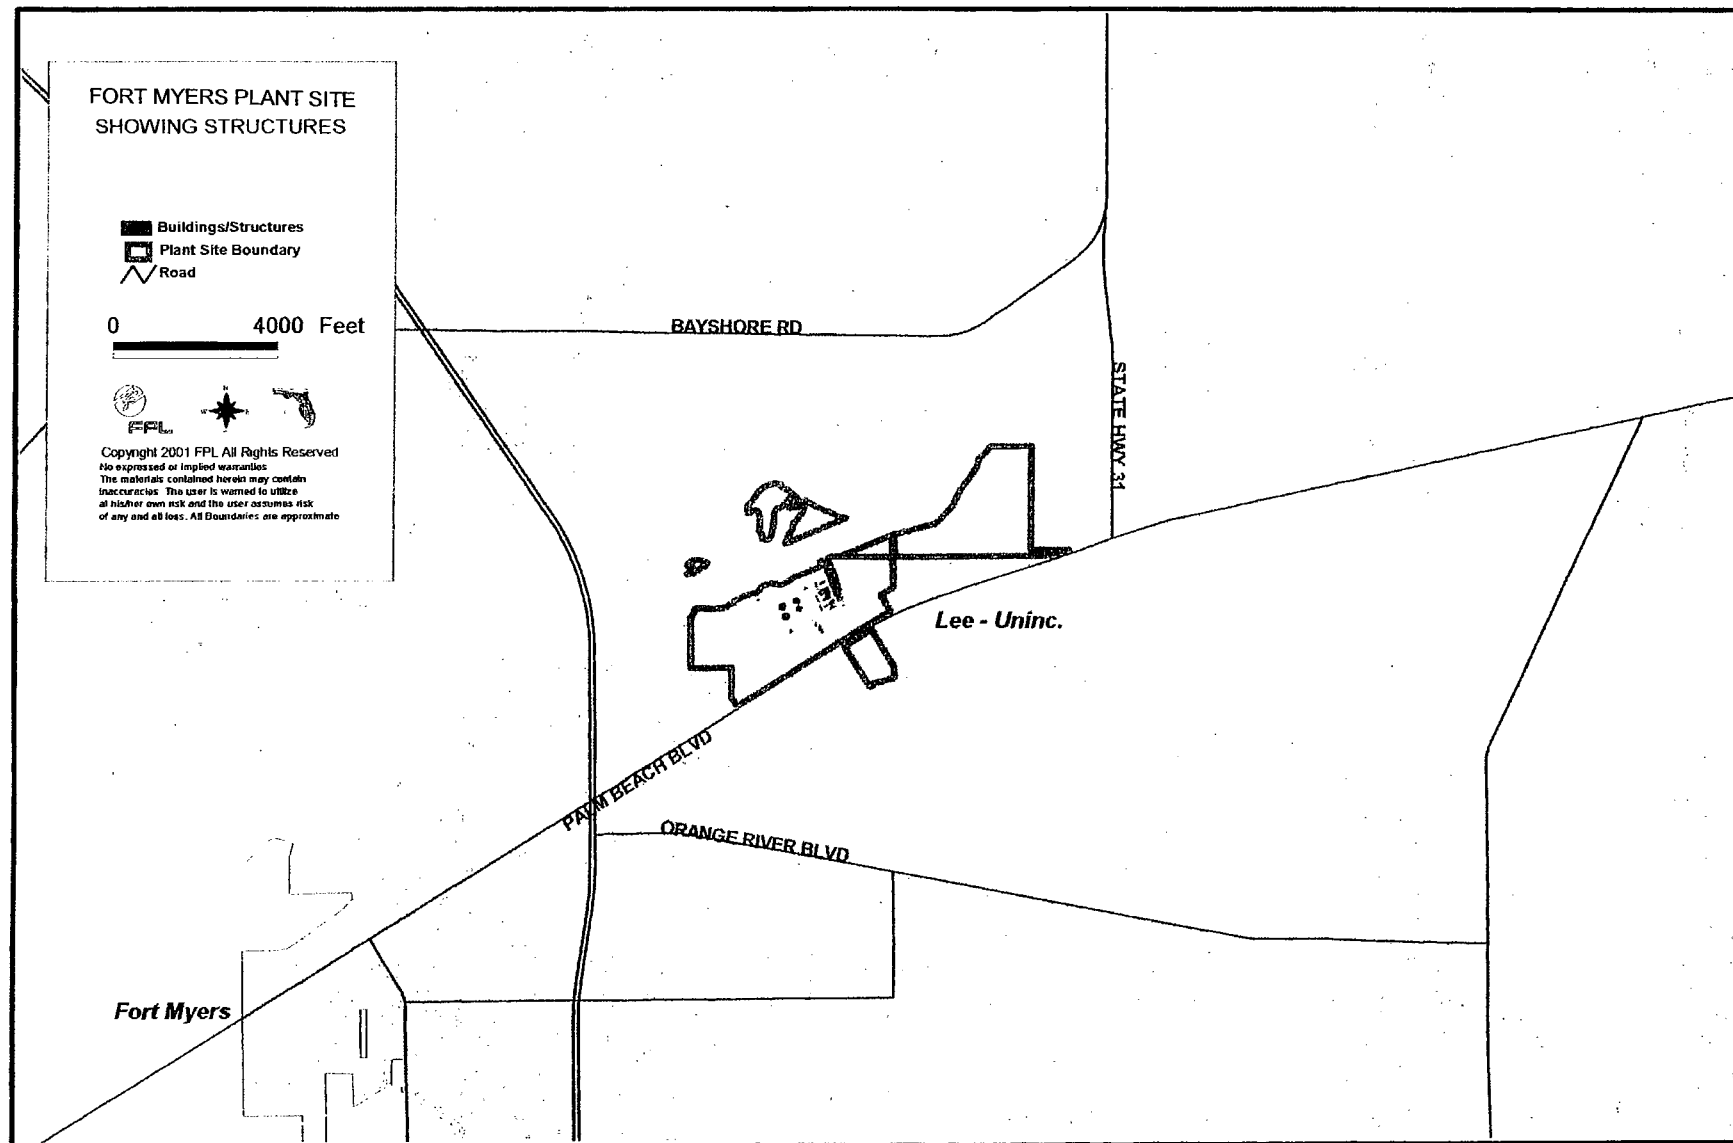 FORT MYERS PLANT SITE
SHOWING STRUCTURES
Buildings/Structures
Plant Site Boundary
Road
0 4000 Feet
N
W E
FPL
Copyright 2001 FPL All Rights Reserved
No expressed or implied warranties
The materials contained herein may contain
inaccuracies The user is warned to utilize
at his/her own risk and the user assumes risk
of any and all loss. All Boundaries are approximate
BAYSHORE RD
STATE HWY 31
Lee - Uninc.
PALM BEACH BLVD
ORANGE RIVER BLVD
Fort Myers